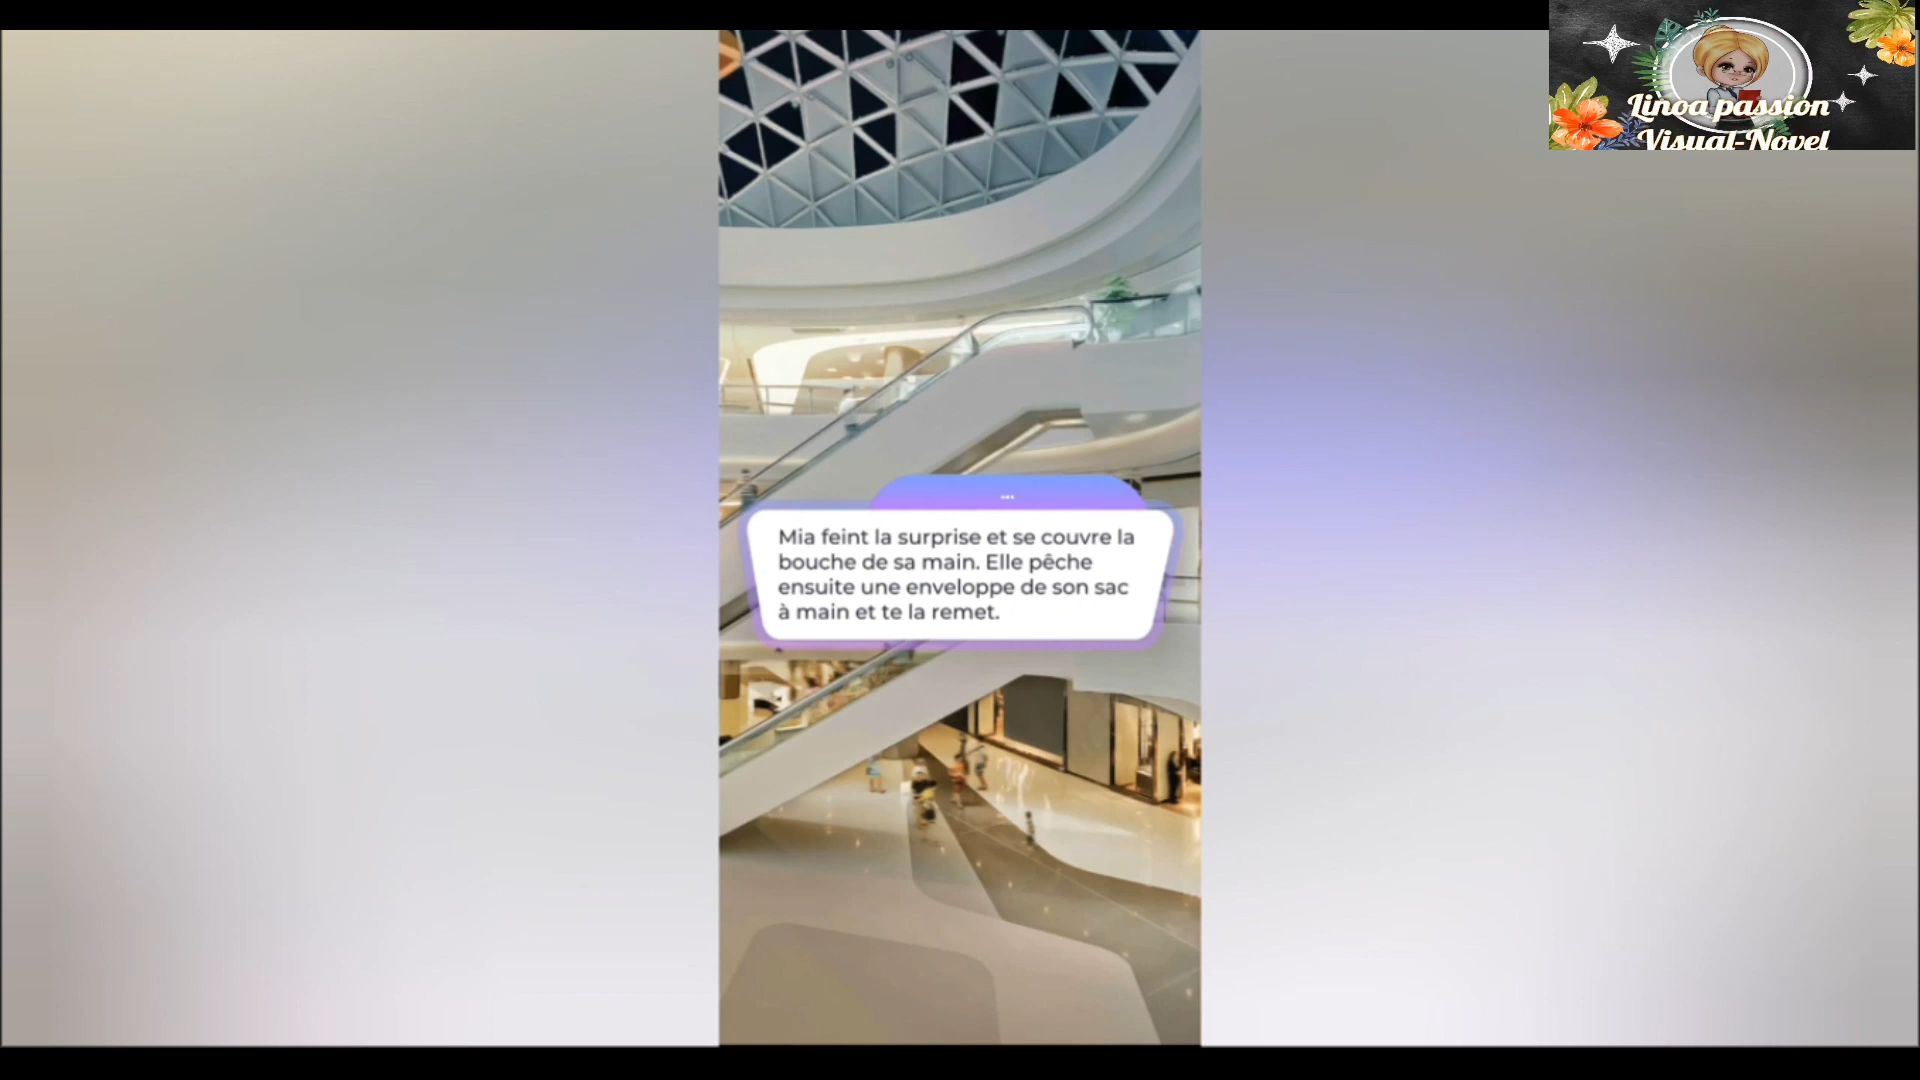 Linoa passion
Visual-Novel
...
Mia feint la surprise et se couvre la
bouche de sa main. Elle pêche
ensuite une enveloppe de son sac
à main et te la remet.